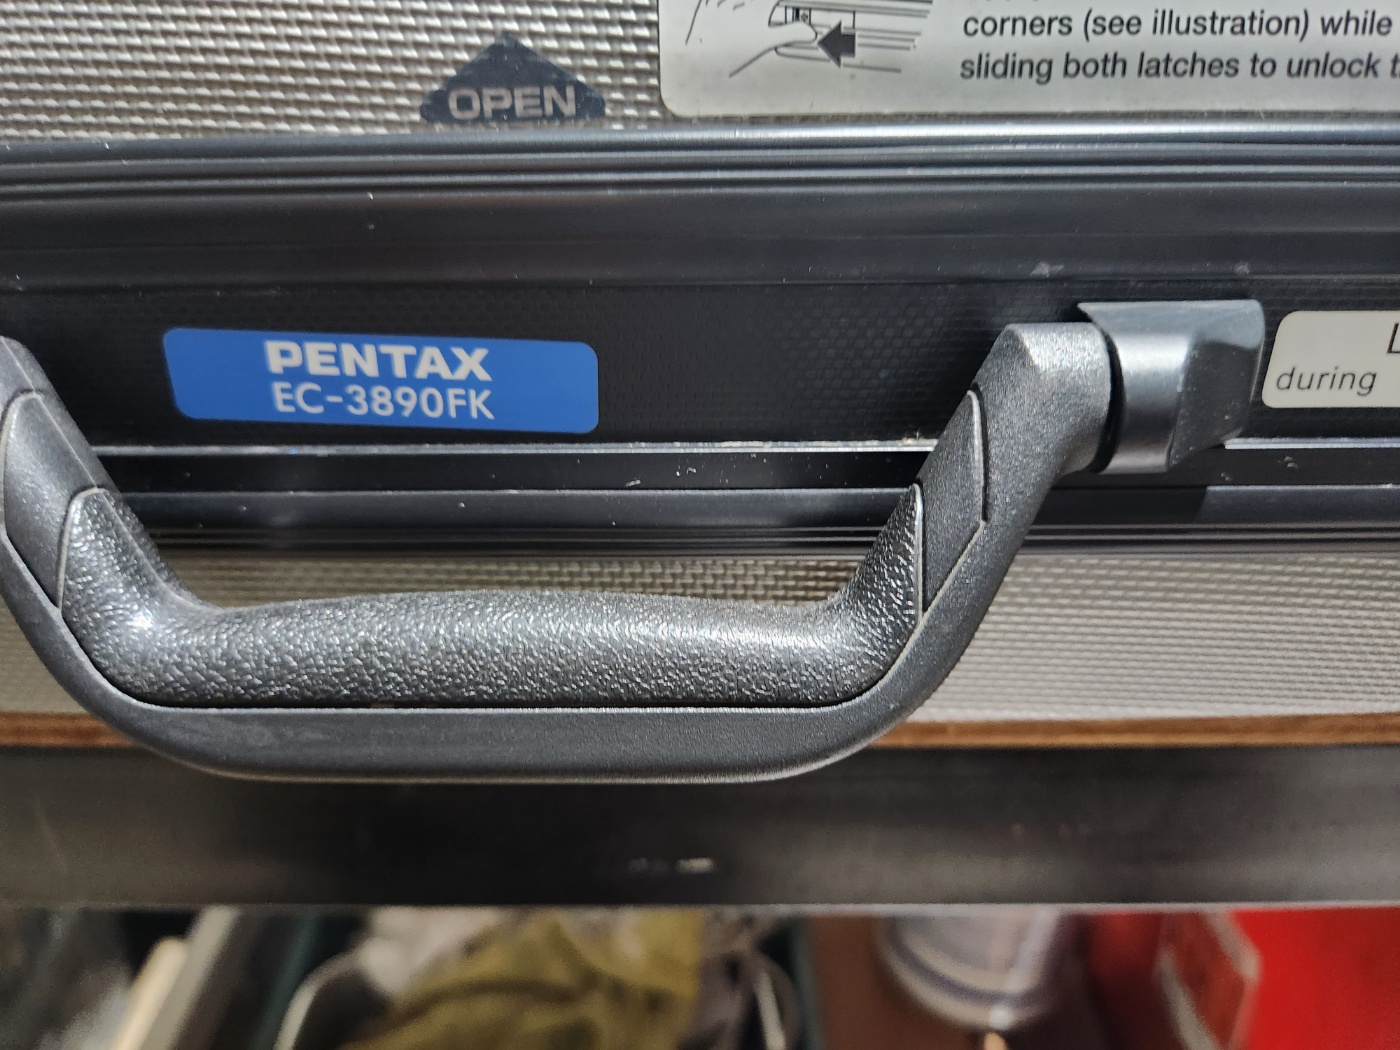 corners (see illustration) while
sliding both latches to unlock
OPEN
PENTAX
EC-3890FK
during